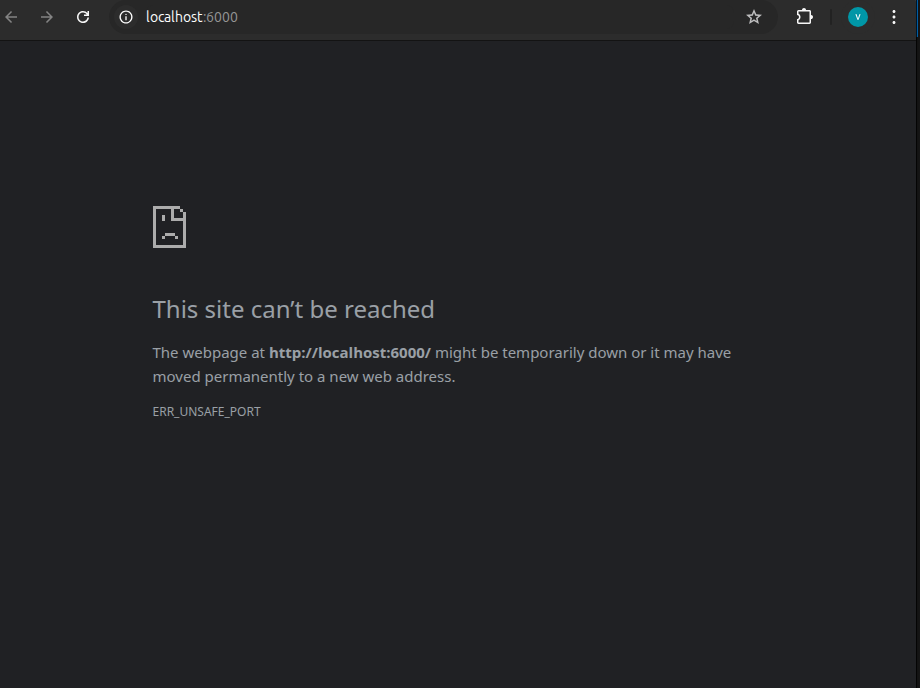 localhost:6000
V
This site can’t be reached
The webpage at http://localhost:6000/ might be temporarily down or it may have
moved permanently to a new web address.
ERR_UNSAFE_PORT